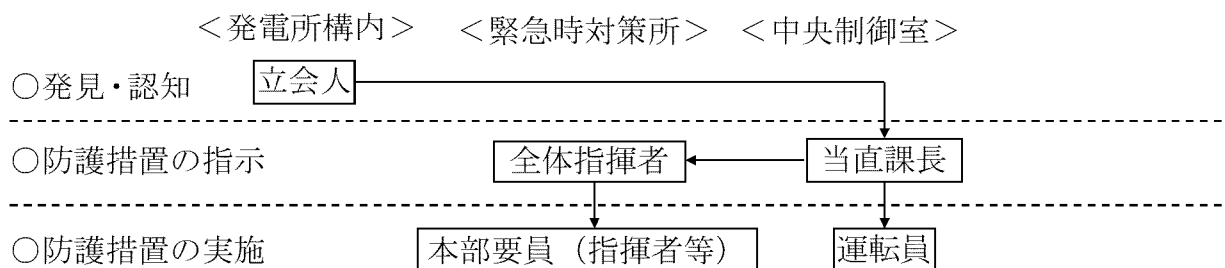 <発電所構内> <緊急時対策所> <中央制御室>
○発見・認知 立会人
○防護措置の指示 全体指揮者 当直課長
○防護措置の実施 本部要員(指揮者等) 運転員